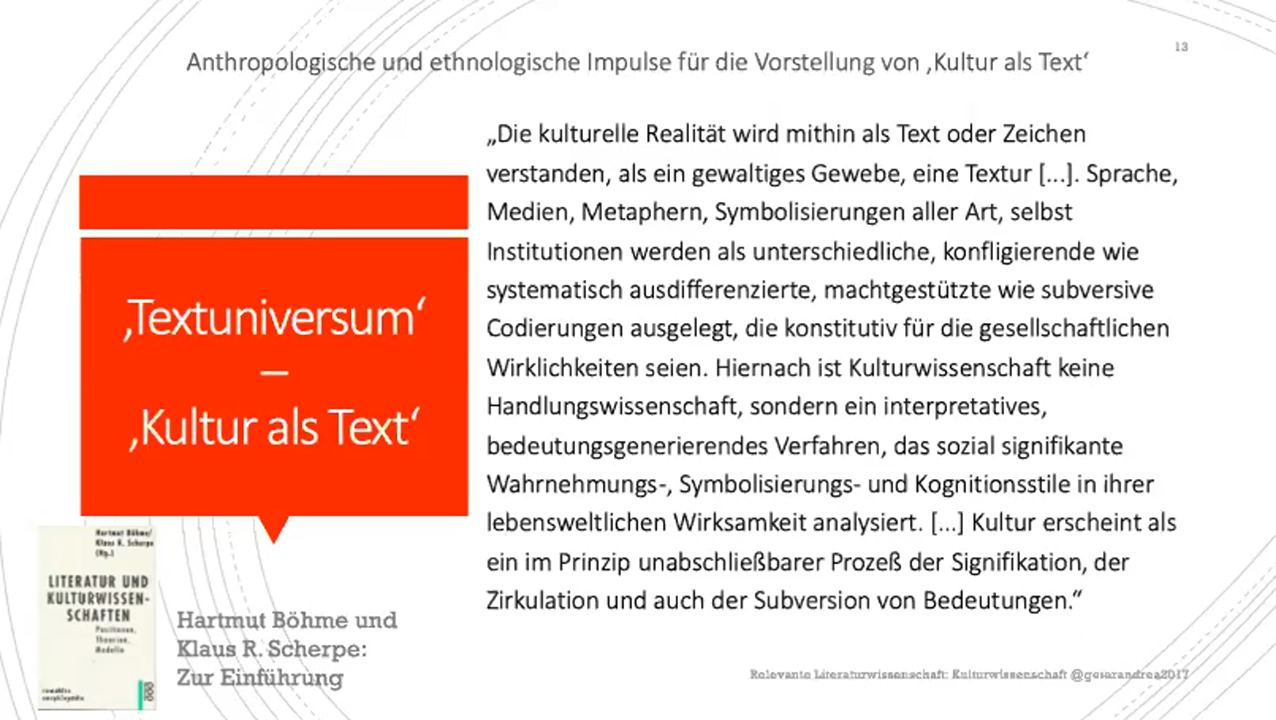 13
Anthropologische und ethnologische Impulse für die Vorstellung von ‚Kultur als Text‘
‚Textuniversum‘
–
‚Kultur als Text‘
„Die kulturelle Realität wird mithin als Text oder Zeichen
verstanden, als ein gewaltiges Gewebe, eine Textur [...]. Sprache,
Medien, Metaphern, Symbolisierungen aller Art, selbst
Institutionen werden als unterschiedliche, konfligierende wie
systematisch ausdifferenzierte, machtgestützte wie subversive
Codierungen ausgelegt, die konstitutiv für die gesellschaftlichen
Wirklichkeiten seien. Hiernach ist Kulturwissenschaft keine
Handlungswissenschaft, sondern ein interpretatives,
bedeutungsgenerierendes Verfahren, das sozial signifikante
Wahrnehmungs-, Symbolisierungs- und Kognitionsstile in ihrer
lebensweltlichen Wirksamkeit analysiert. [...] Kultur erscheint als
ein im Prinzip unabschließbarer Prozeß der Signifikation, der
Zirkulation und auch der Subversion von Bedeutungen.“
Hartmut Böhme/
Klaus R. Scherpe
(Hg.)
LITERATUR UND
KULTURWISSEN-
SCHAFTEN
Positionen,
Theorien,
Modelle
rowohlts
enzyklopädie
Hartmut Böhme und
Klaus R. Scherpe:
Zur Einführung
Relevante Literaturwissenschaft: Kulturwissenschaft